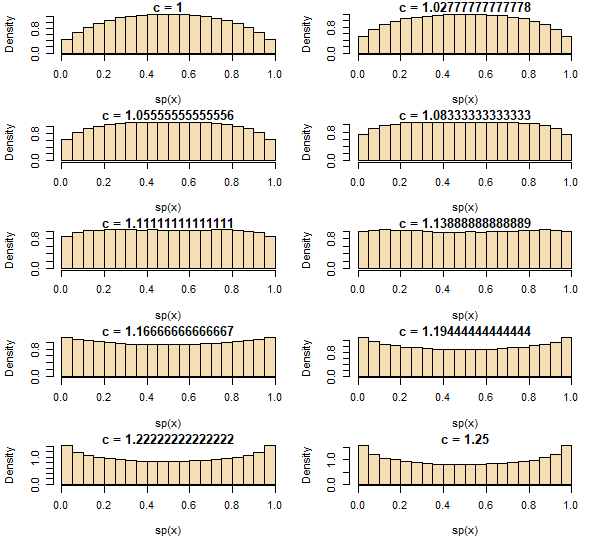 c = 1
Density
0.0 0.8
0.0 0.2 0.4 0.6 0.8 1.0
sp(x)
c = 1.02777777777778
Density
0.0 0.8
0.0 0.2 0.4 0.6 0.8 1.0
sp(x)
c = 1.05555555555556
Density
0.0 0.8
0.0 0.2 0.4 0.6 0.8 1.0
sp(x)
c = 1.08333333333333
Density
0.0 0.8
0.0 0.2 0.4 0.6 0.8 1.0
sp(x)
c = 1.11111111111111
Density
0.0 0.8
0.0 0.2 0.4 0.6 0.8 1.0
sp(x)
c = 1.13888888888889
Density
0.0 0.8
0.0 0.2 0.4 0.6 0.8 1.0
sp(x)
c = 1.16666666666667
Density
0.0 0.8
0.0 0.2 0.4 0.6 0.8 1.0
sp(x)
c = 1.19444444444444
Density
0.0 0.8
0.0 0.2 0.4 0.6 0.8 1.0
sp(x)
c = 1.22222222222222
Density
0.0 1.0
0.0 0.2 0.4 0.6 0.8 1.0
sp(x)
c = 1.25
Density
0.0 1.0
0.0 0.2 0.4 0.6 0.8 1.0
sp(x)